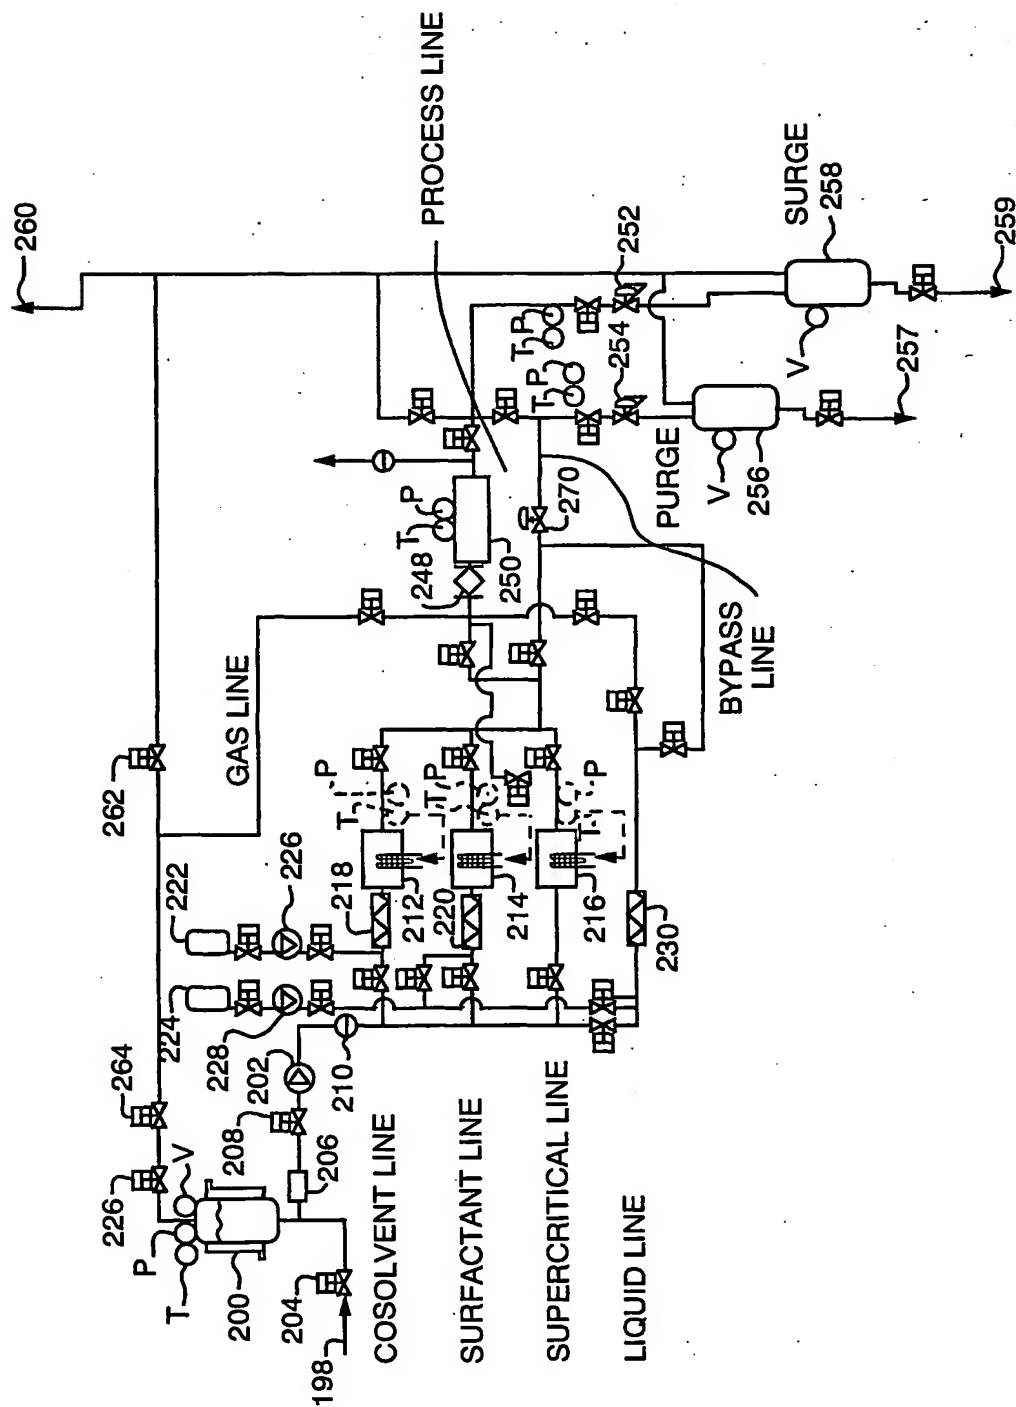 260
PROCESS LINE
262
GAS LINE
222
226
218
224
228
264
202
210
226
V
P
T
208
206
200
204
198
COSOLVENT LINE
SURFACTANT LINE
SUPERCRITICAL LINE
LIQUID LINE
T
P
212
220
T
P
214
T
P
216
230
248
T
P
250
270
BYPASS LINE
T
P
T
P
252
254
PURGE
V
256
257
SURGE
258
V
259